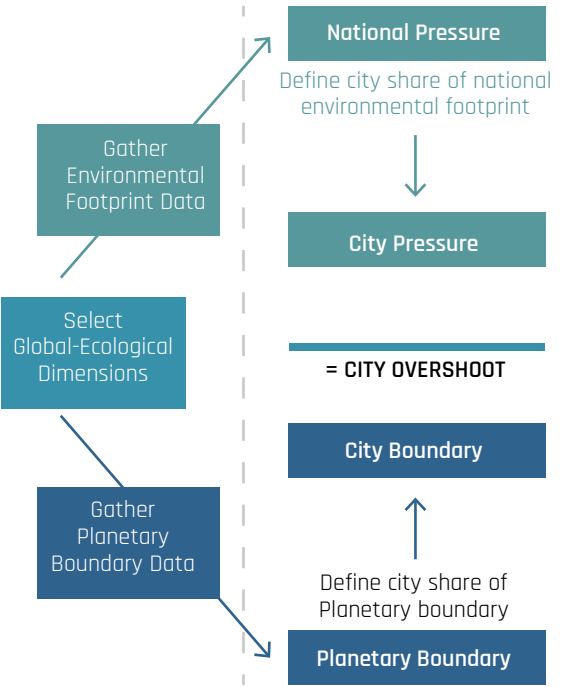 National Pressure
Define city share of national
environmental footprint
Gather
Environmental
Footprint Data
City Pressure
Select
Global-Ecological
Dimensions
= CITY OVERSHOOT
City Boundary
Gather
Planetary
Boundary Data
Define city share of
Planetary boundary
Planetary Boundary